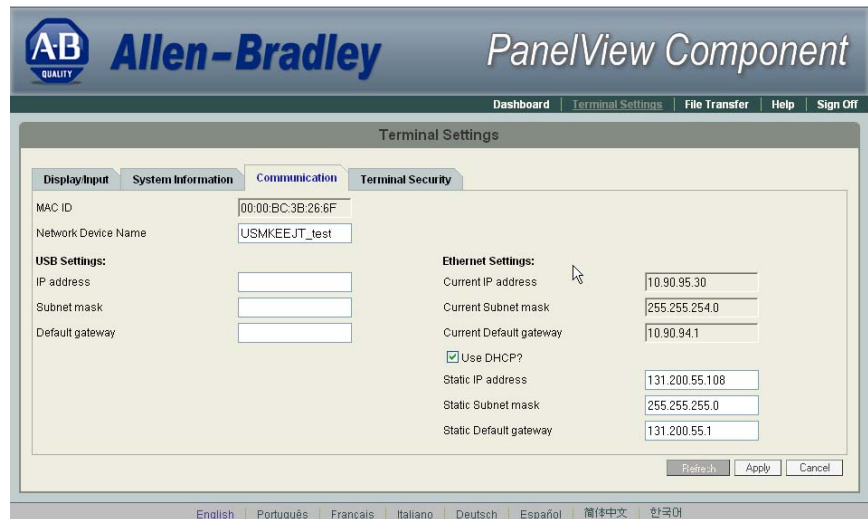 A·B
QUALITY
Allen-Bradley
PanelView Component
Dashboard | Terminal Settings | File Transfer | Help | Sign Off
Terminal Settings
Display/Input System Information Communication Terminal Security
MAC ID 00:00:BC:3B:26:6F
Network Device Name USMKEEJT_test
USB Settings: Ethernet Settings:
IP address Current IP address 10.90.95.30
Subnet mask Current Subnet mask 255.255.254.0
Default gateway Current Default gateway 10.90.94.1
Use DHCP?
Static IP address 131.200.55.108
Static Subnet mask 255.255.255.0
Static Default gateway 131.200.55.1
Refresh Apply Cancel
English | Português | Français | Italiano | Deutsch | Español | 简体中文 | 한국어